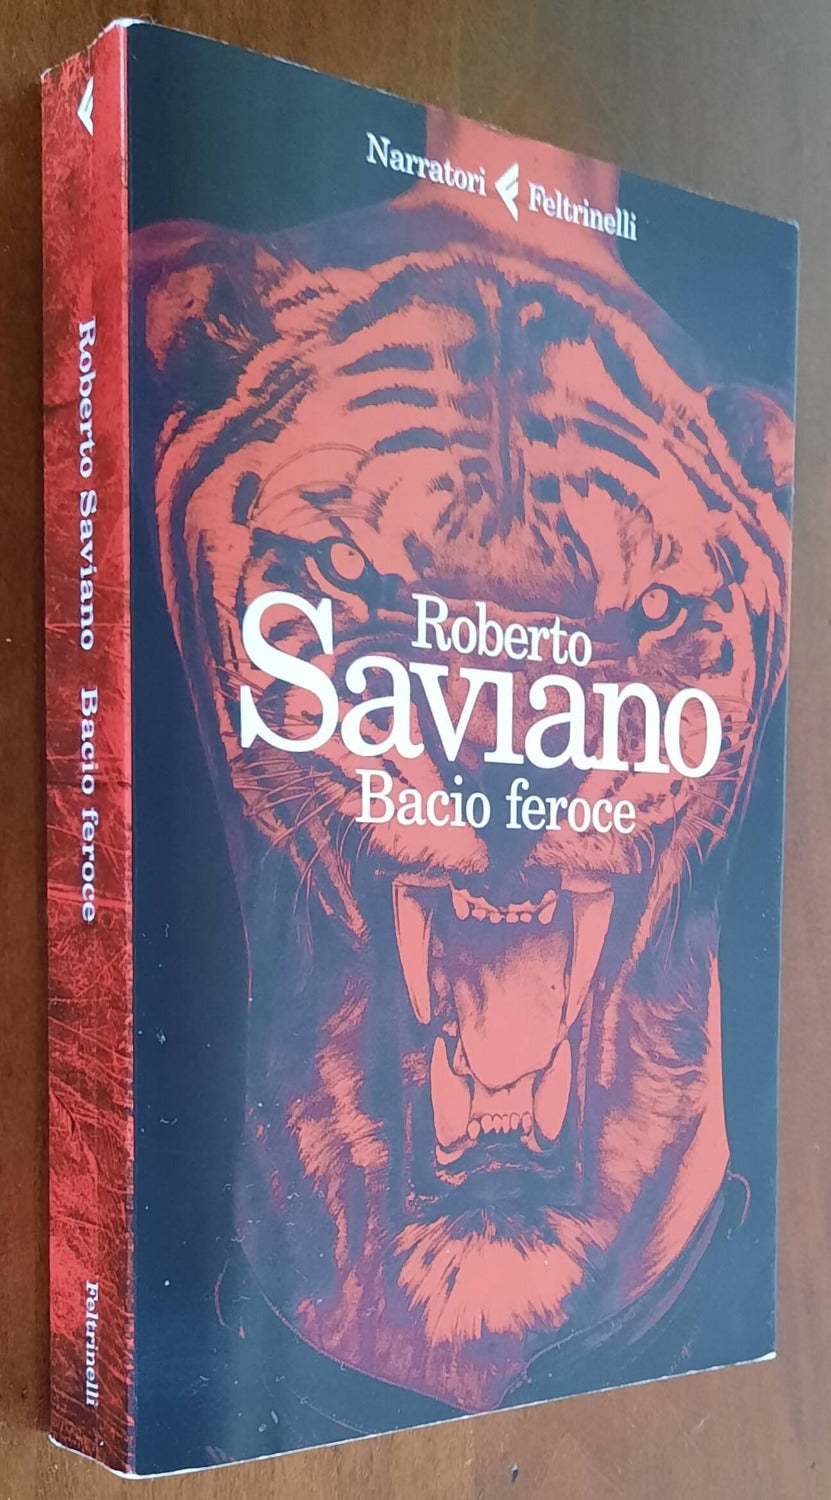 Narratori Feltrinelli
Roberto
Saviano
Bacio feroce
Roberto Saviano Bacio feroce
Feltrinelli